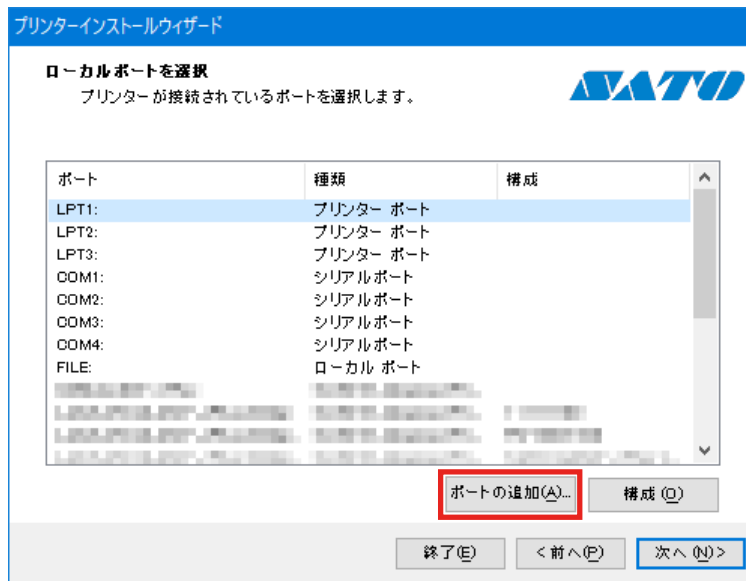 プリンターインストールウィザード
ローカルポートを選択
プリンターが接続されているポートを選択します。
SATO
ポート 種類 構成
LPT1: プリンター ポート
LPT2: プリンター ポート
LPT3: プリンター ポート
COM1: シリアルポート
COM2: シリアルポート
COM3: シリアルポート
COM4: シリアルポート
FILE: ローカル ポート
ポートの追加(A)... 構成(O)
終了(E) <前へ(P) 次へ(N)>